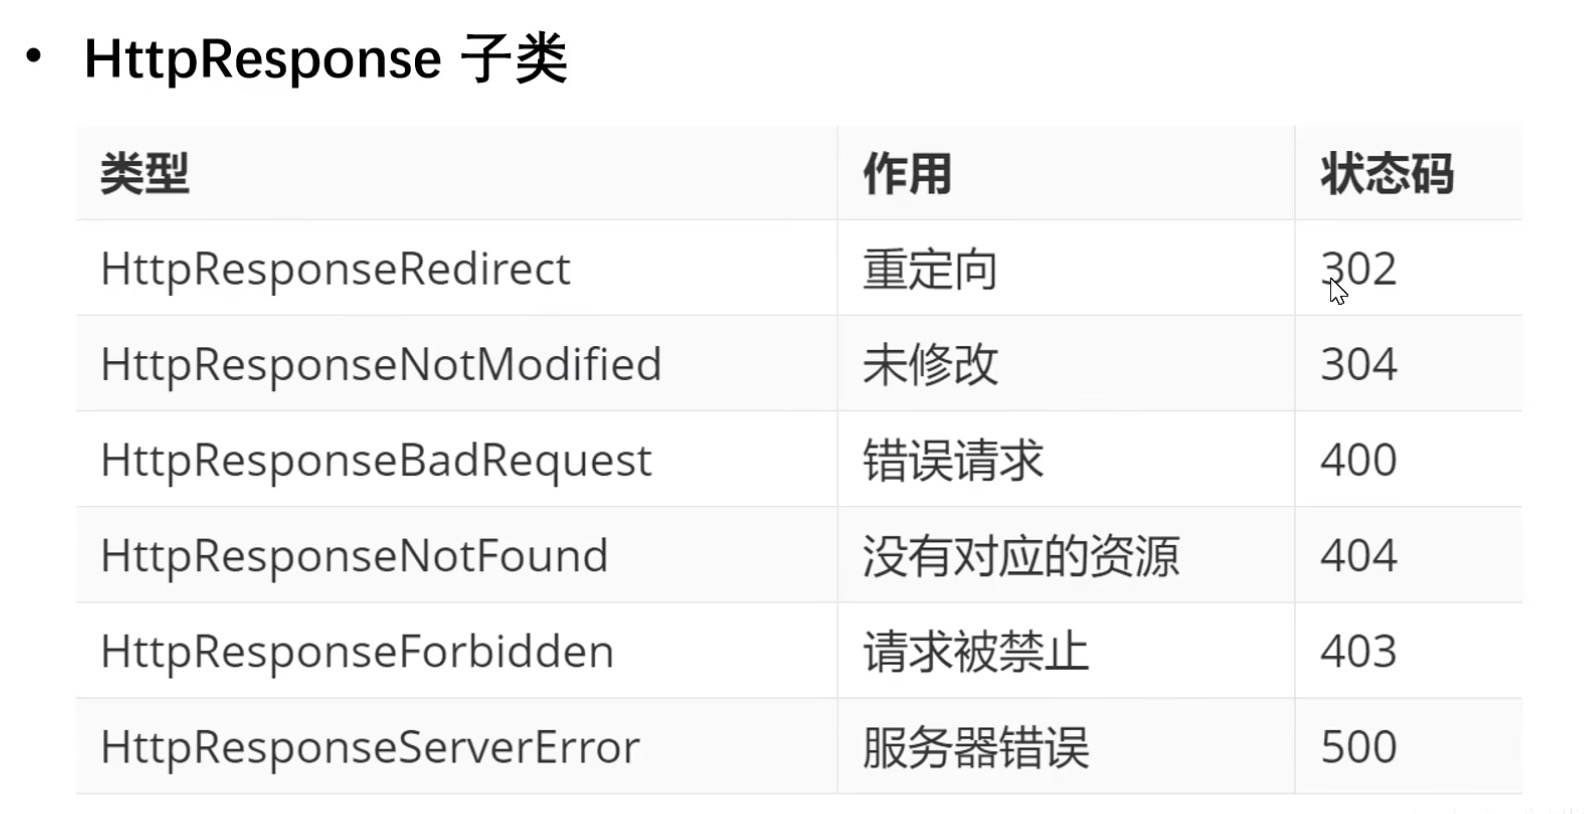 • HttpResponse 子类
类型 作用 状态码
HttpResponseRedirect 重定向 302
HttpResponseNotModified 未修改 304
HttpResponseBadRequest 错误请求 400
HttpResponseNotFound 没有对应的资源 404
HttpResponseForbidden 请求被禁止 403
HttpResponseServerError 服务器错误 500